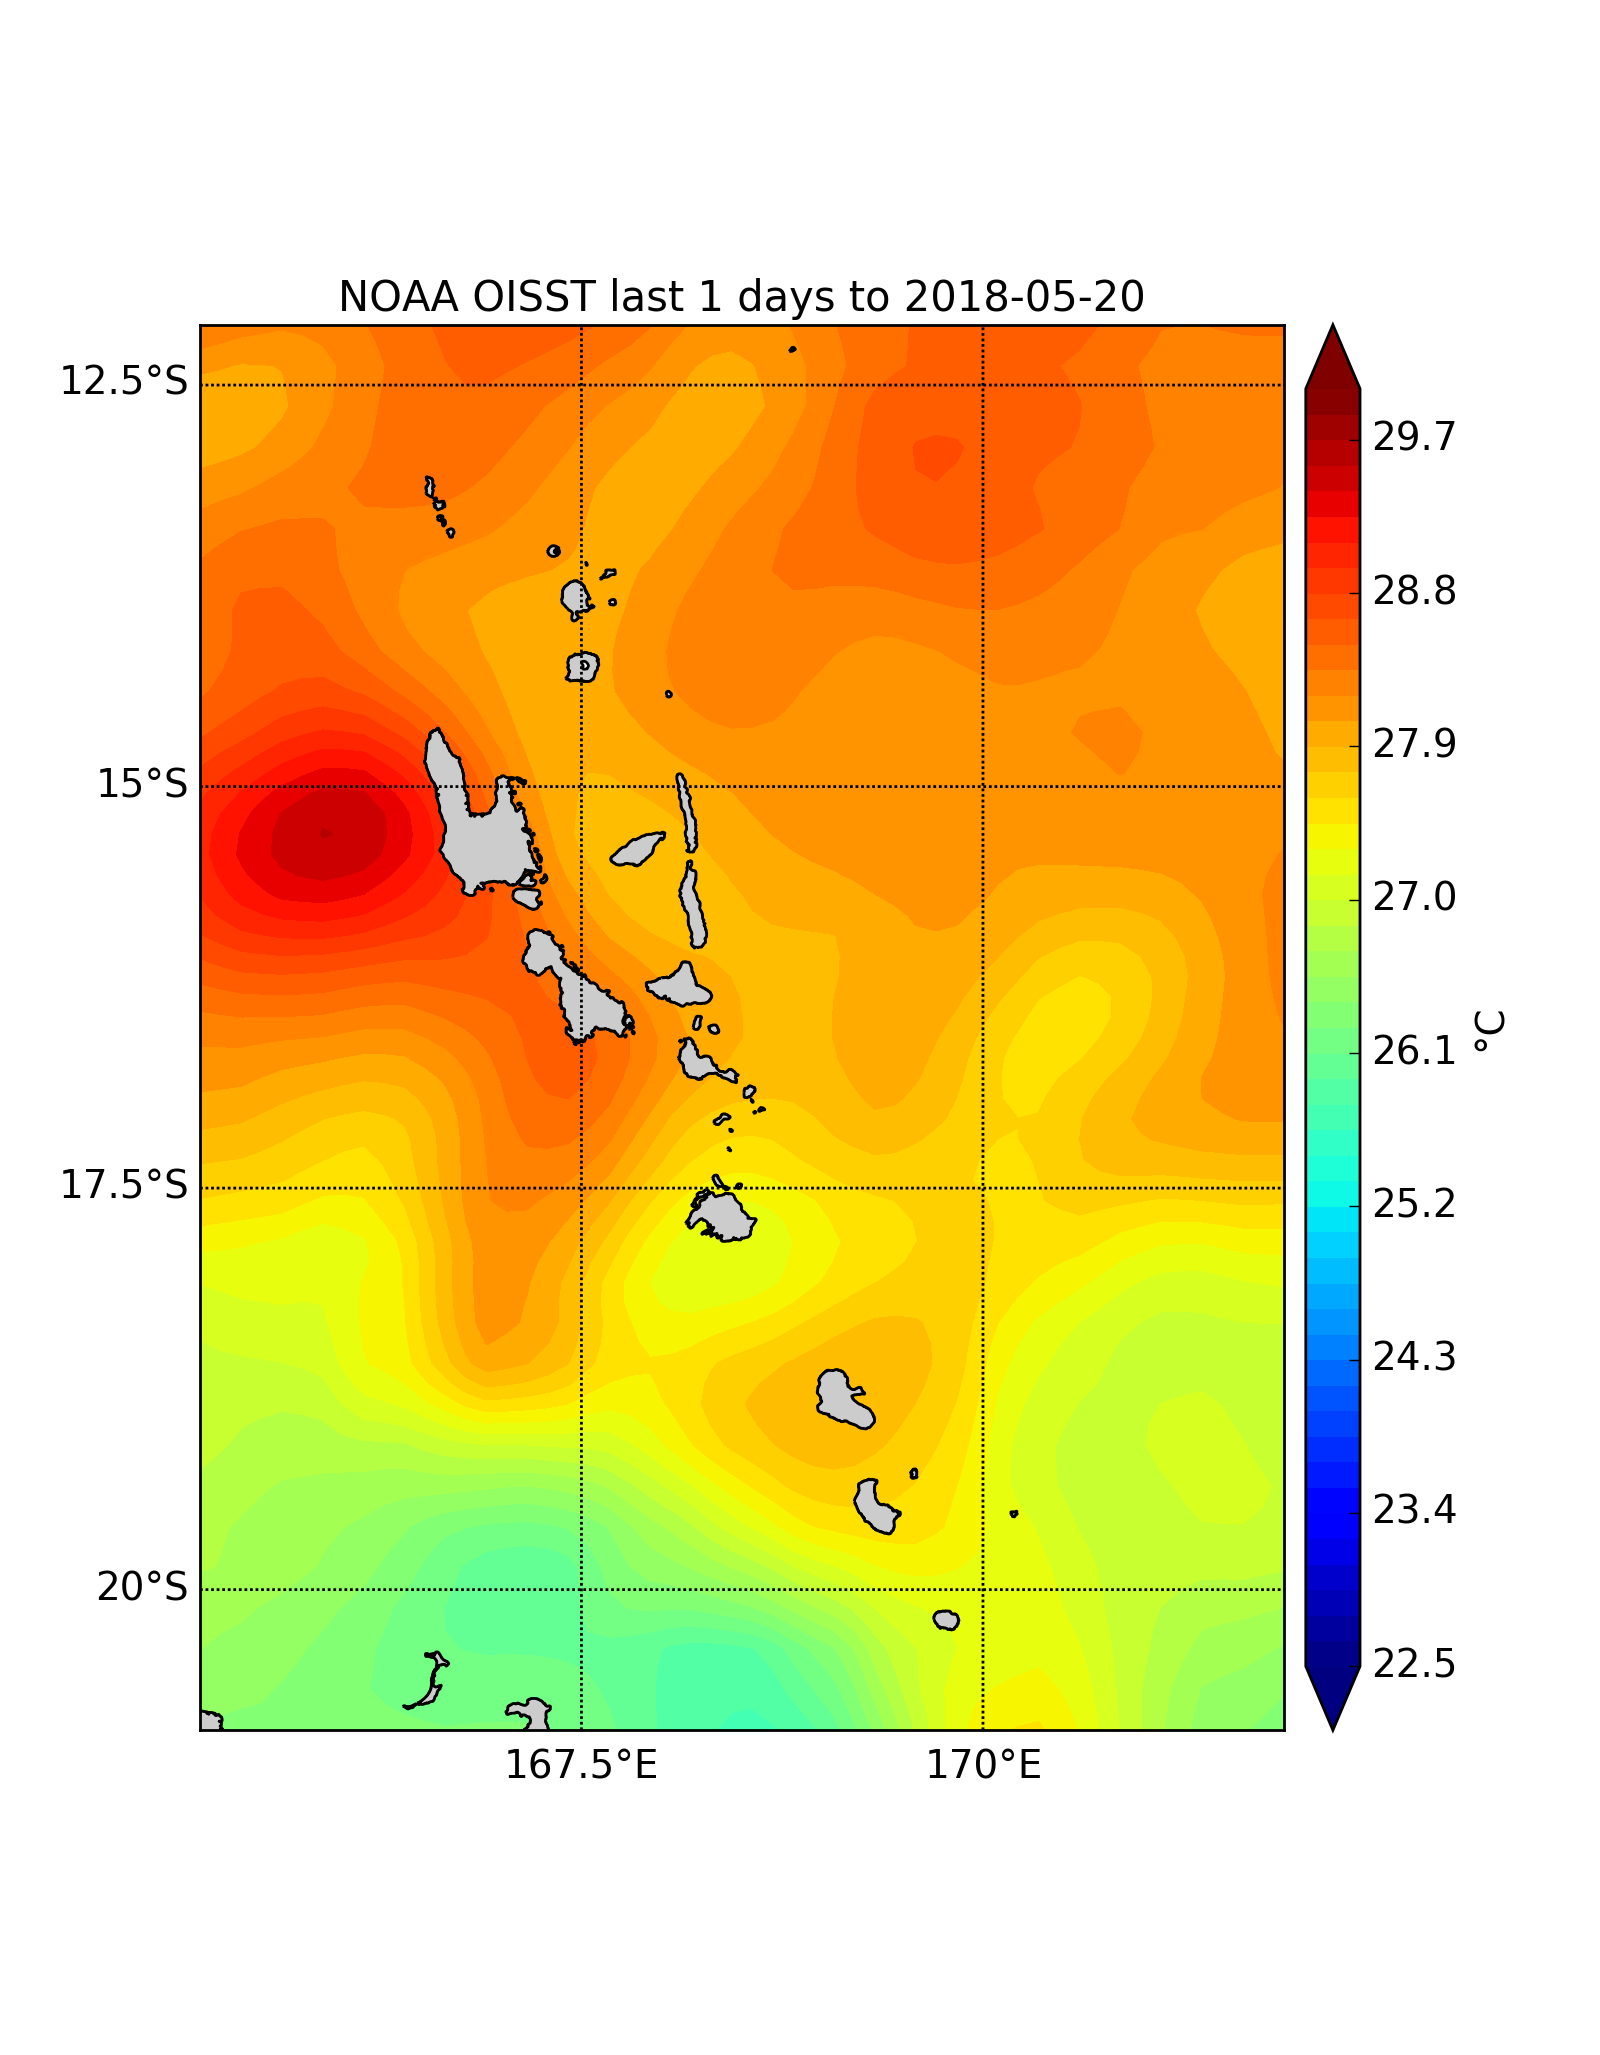 NOAA OISST last 1 days to 2018-05-20
12.5°S
15°S
17.5°S
20°S
167.5°E
170°E
29.7
28.8
27.9
27.0
26.1
25.2
24.3
23.4
22.5
°C